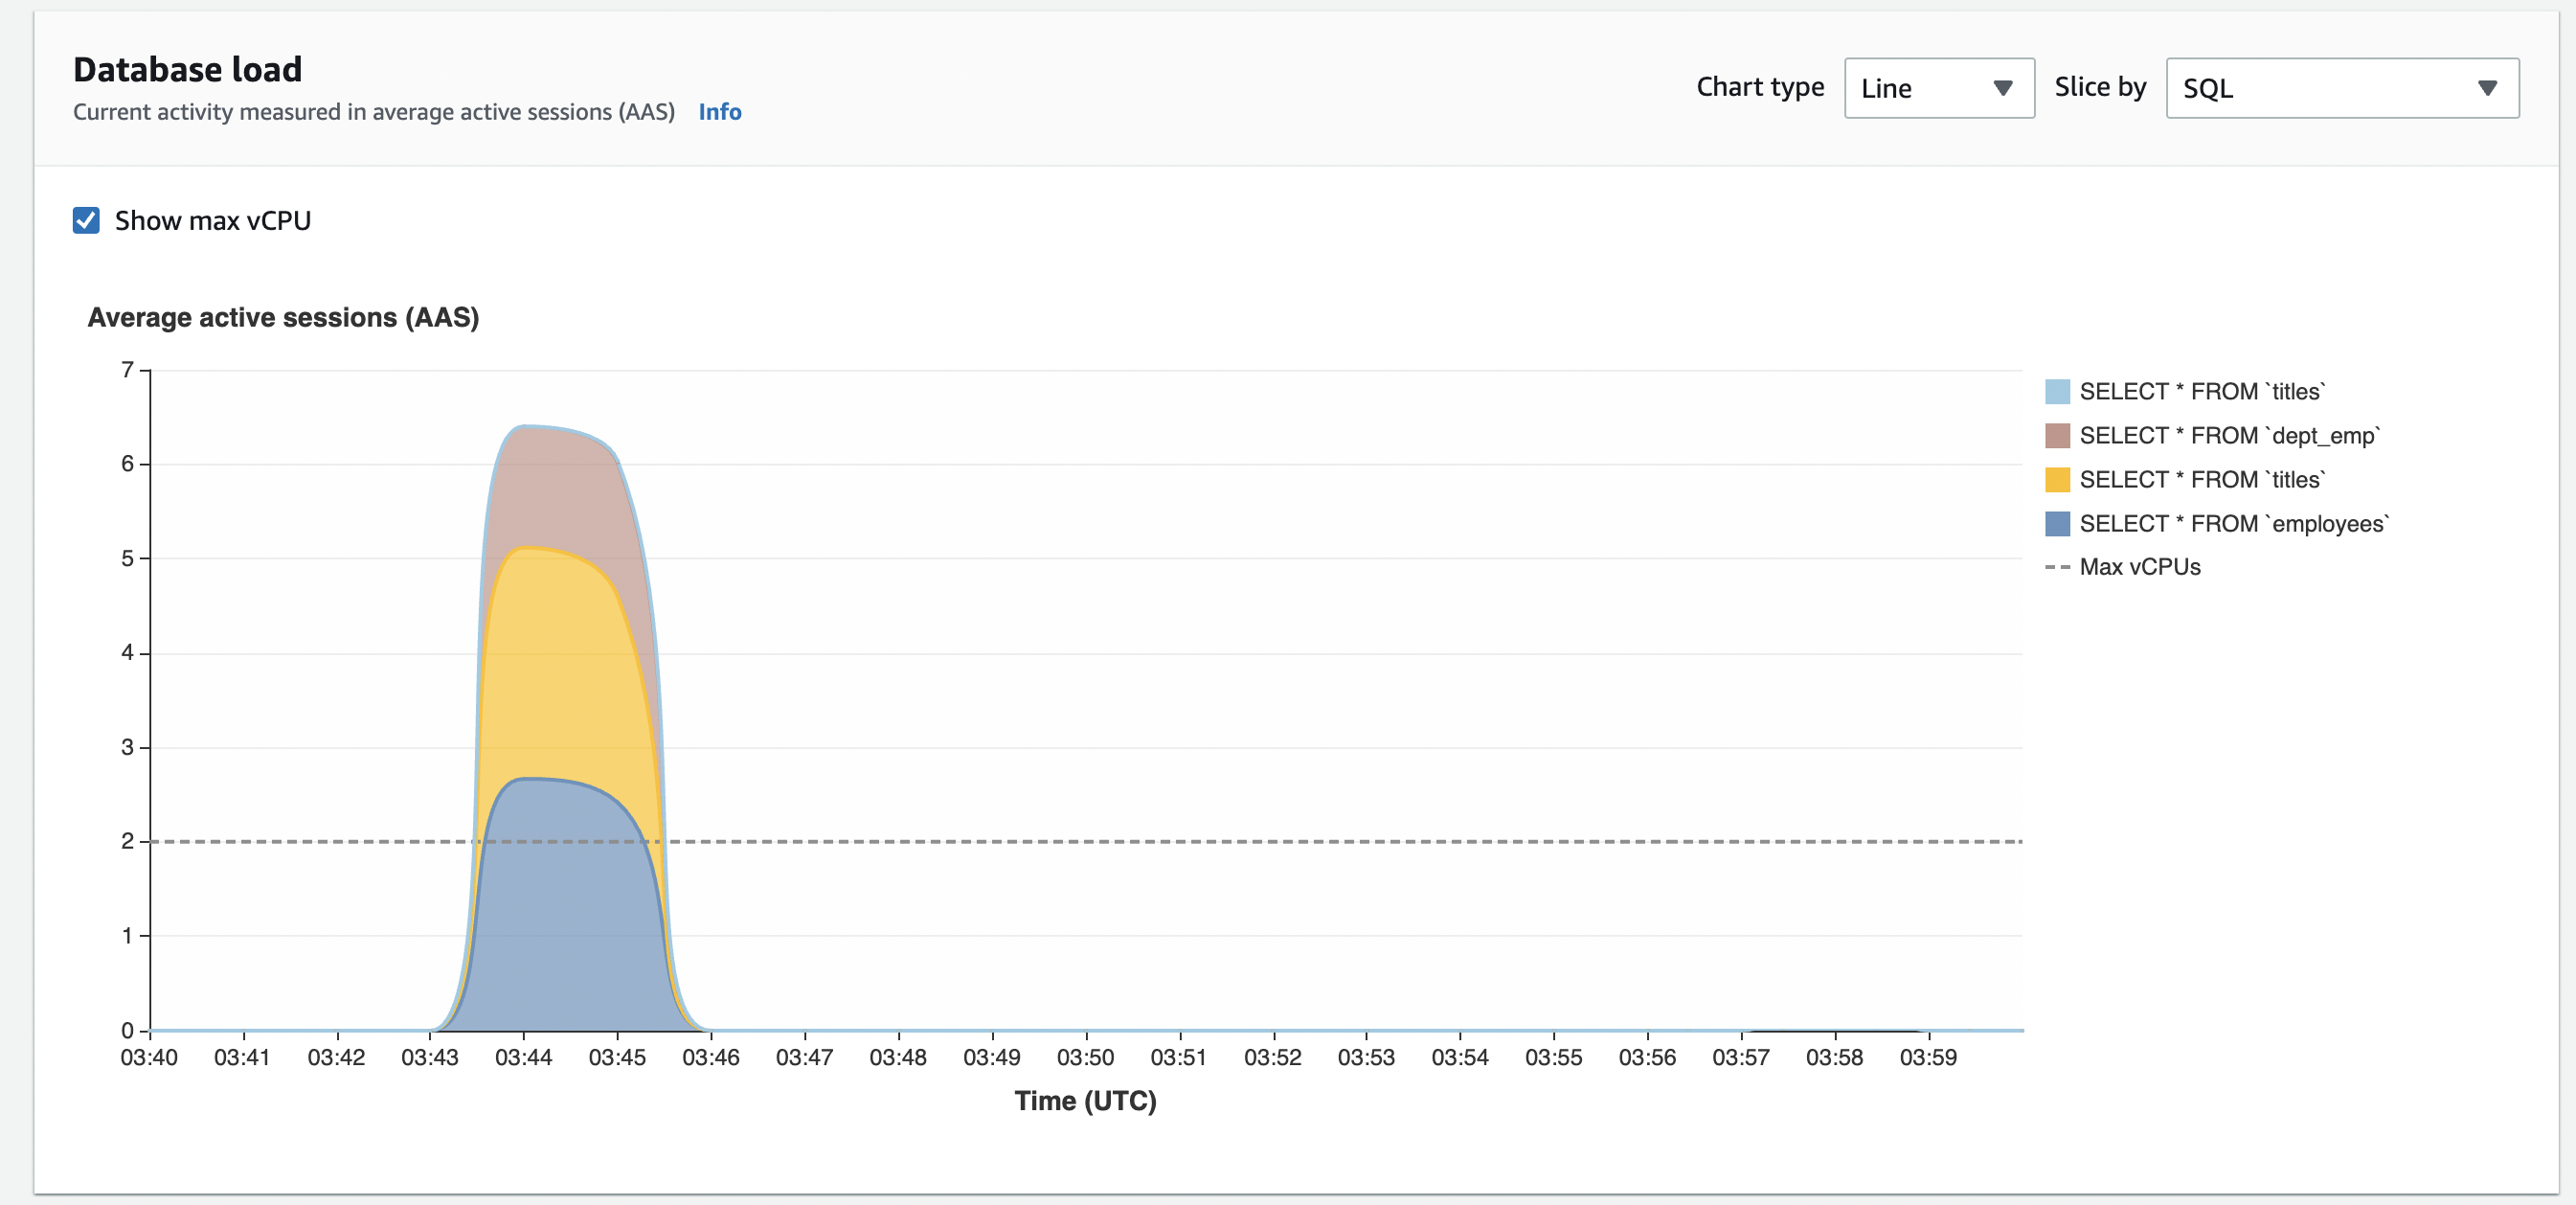 Database load
Current activity measured in average active sessions (AAS) Info
Chart type Line Slice by SQL
Show max vCPU
Average active sessions (AAS)
7
6
5
4
3
2
1
0
03:40 03:41 03:42 03:43 03:44 03:45 03:46 03:47 03:48 03:49 03:50 03:51 03:52 03:53 03:54 03:55 03:56 03:57 03:58 03:59
Time (UTC)
SELECT * FROM `titles`
SELECT * FROM `dept_emp`
SELECT * FROM `titles`
SELECT * FROM `employees`
Max vCPUs